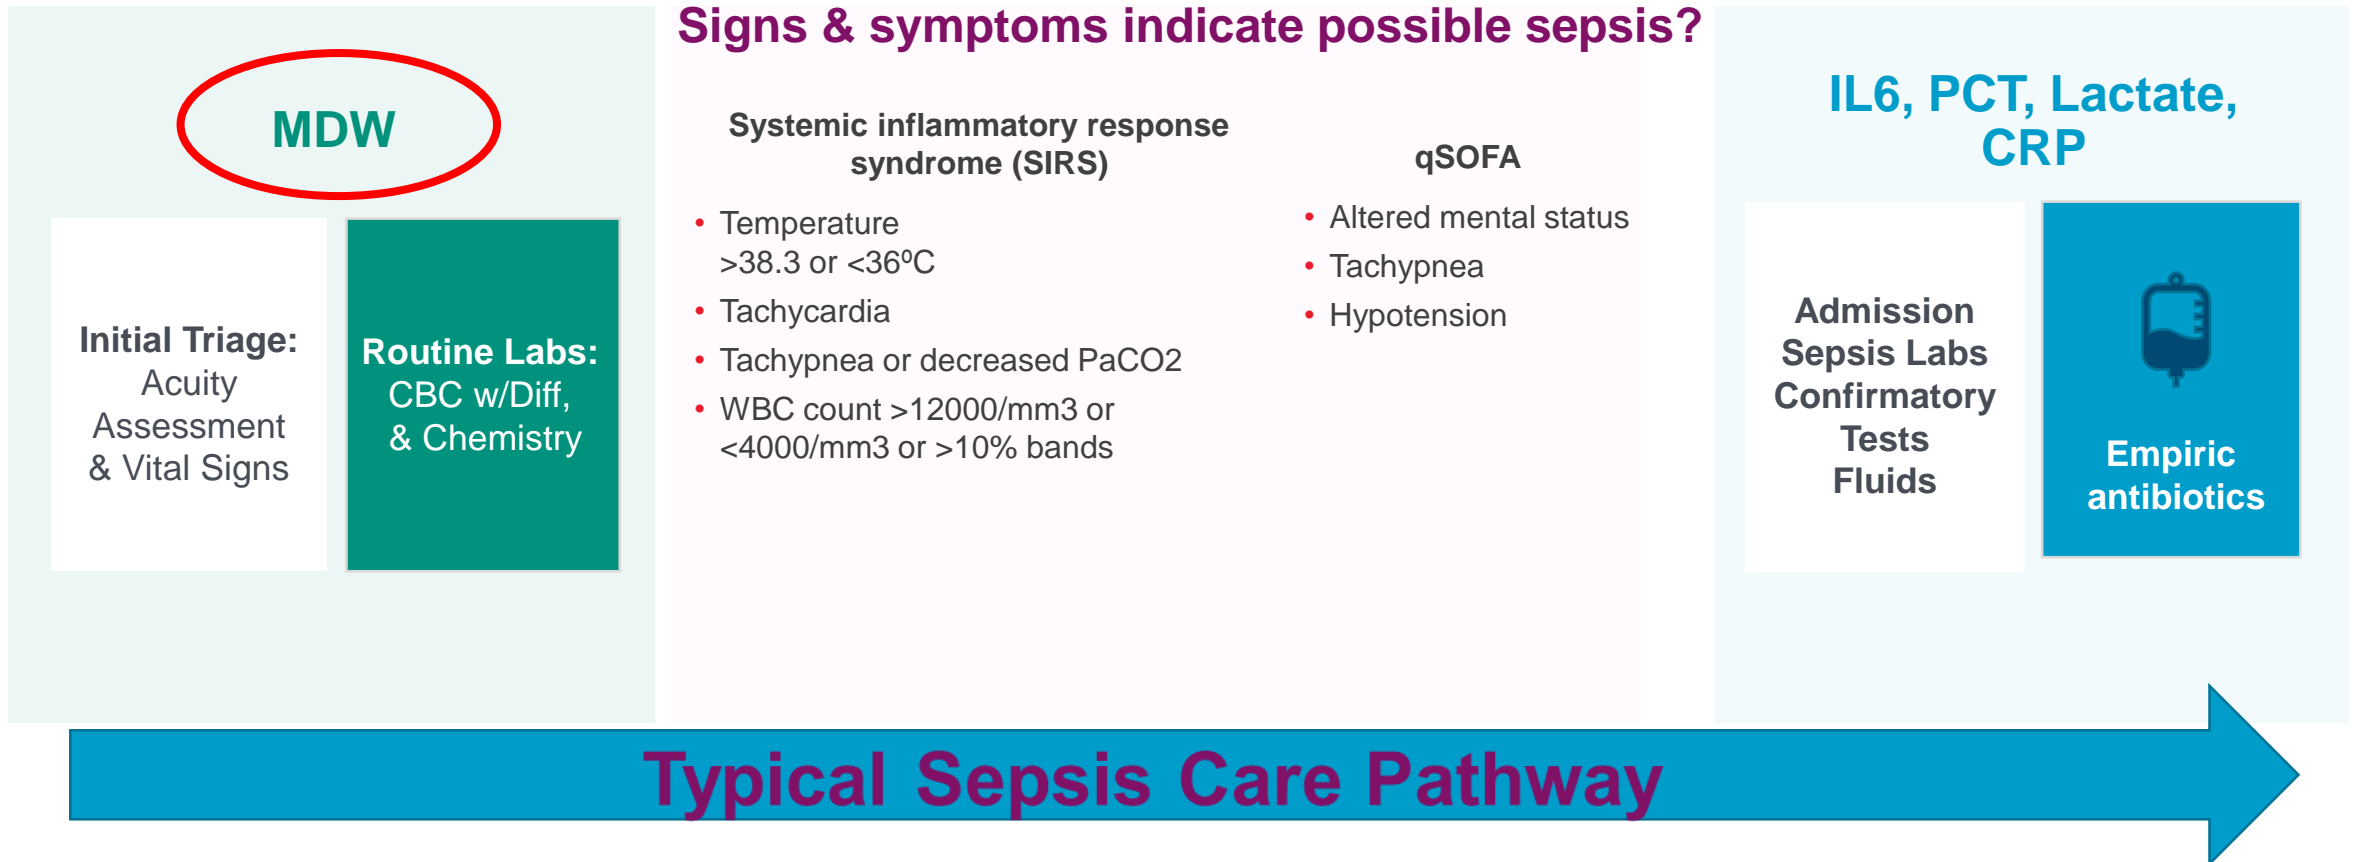 MDW
Initial Triage:
Acuity
Assessment
& Vital Signs
Routine Labs:
CBC w/Diff,
& Chemistry
Signs & symptoms indicate possible sepsis?
Systemic inflammatory response
syndrome (SIRS)
• Temperature
>38.3 or <36ºC
• Tachycardia
• Tachypnea or decreased PaCO2
• WBC count >12000/mm3 or
<4000/mm3 or >10% bands
qSOFA
• Altered mental status
• Tachypnea
• Hypotension
IL6, PCT, Lactate,
CRP
Admission
Sepsis Labs
Confirmatory
Tests
Fluids
Empiric
antibiotics
Typical Sepsis Care Pathway